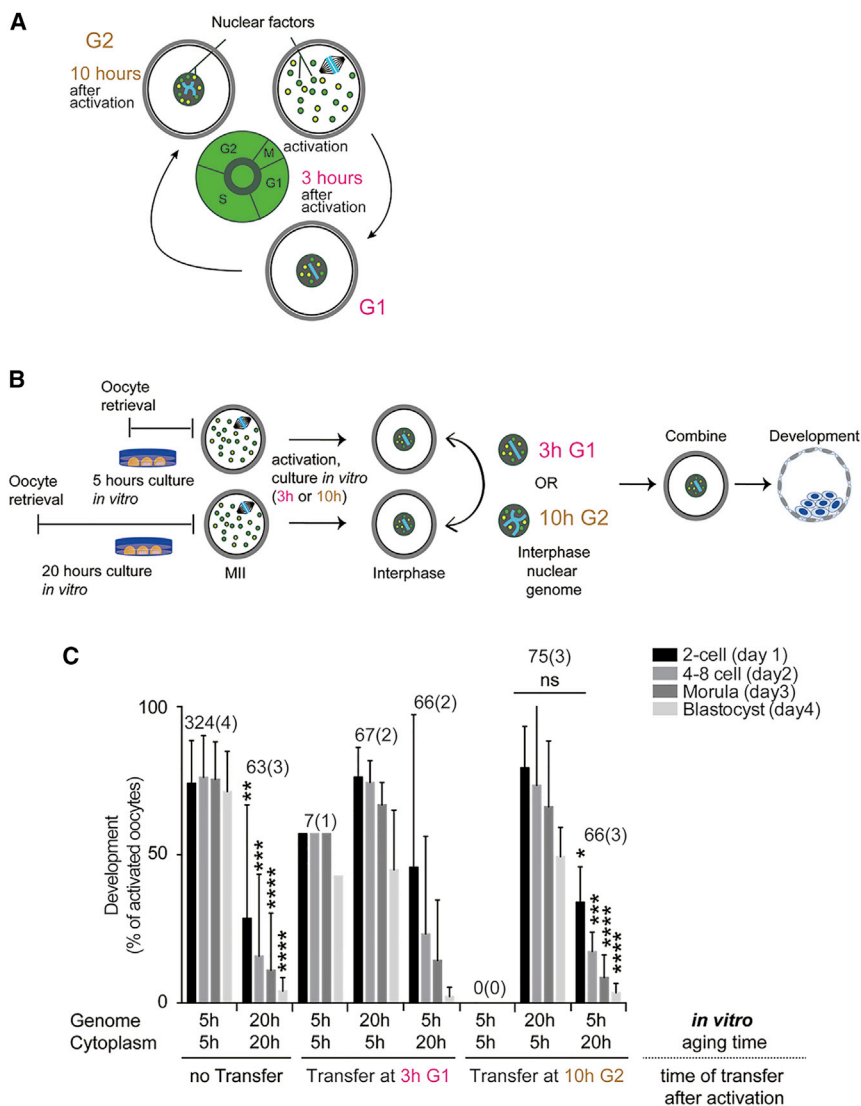 A
Nuclear factors
G2
10 hours
after
activation
activation
G2
M
G1
S
3 hours
after
activation
G1
B
Oocyte
retrieval
Oocyte
retrieval
5 hours culture
in vitro
20 hours culture
in vitro
MII
activation,
culture in vitro
(3h or 10h)
Interphase
3h G1
OR
10h G2
Interphase
nuclear
genome
Combine
Development
C
2-cell (day 1)
4-8 cell (day2)
Morula (day3)
Blastocyst (day4)
Development
(% of activated oocytes)
100
50
0
324(4)
63(3)
**
***
****
****
7(1)
67(2)
66(2)
0(0)
75(3)
ns
66(3)
*
***
****
****
Genome 5h 20h 5h 20h 5h 5h 20h 5h in vitro
Cytoplasm 5h 20h 5h 5h 20h 5h 5h 20h aging time
no Transfer Transfer at 3h G1 Transfer at 10h G2 time of transfer
after activation